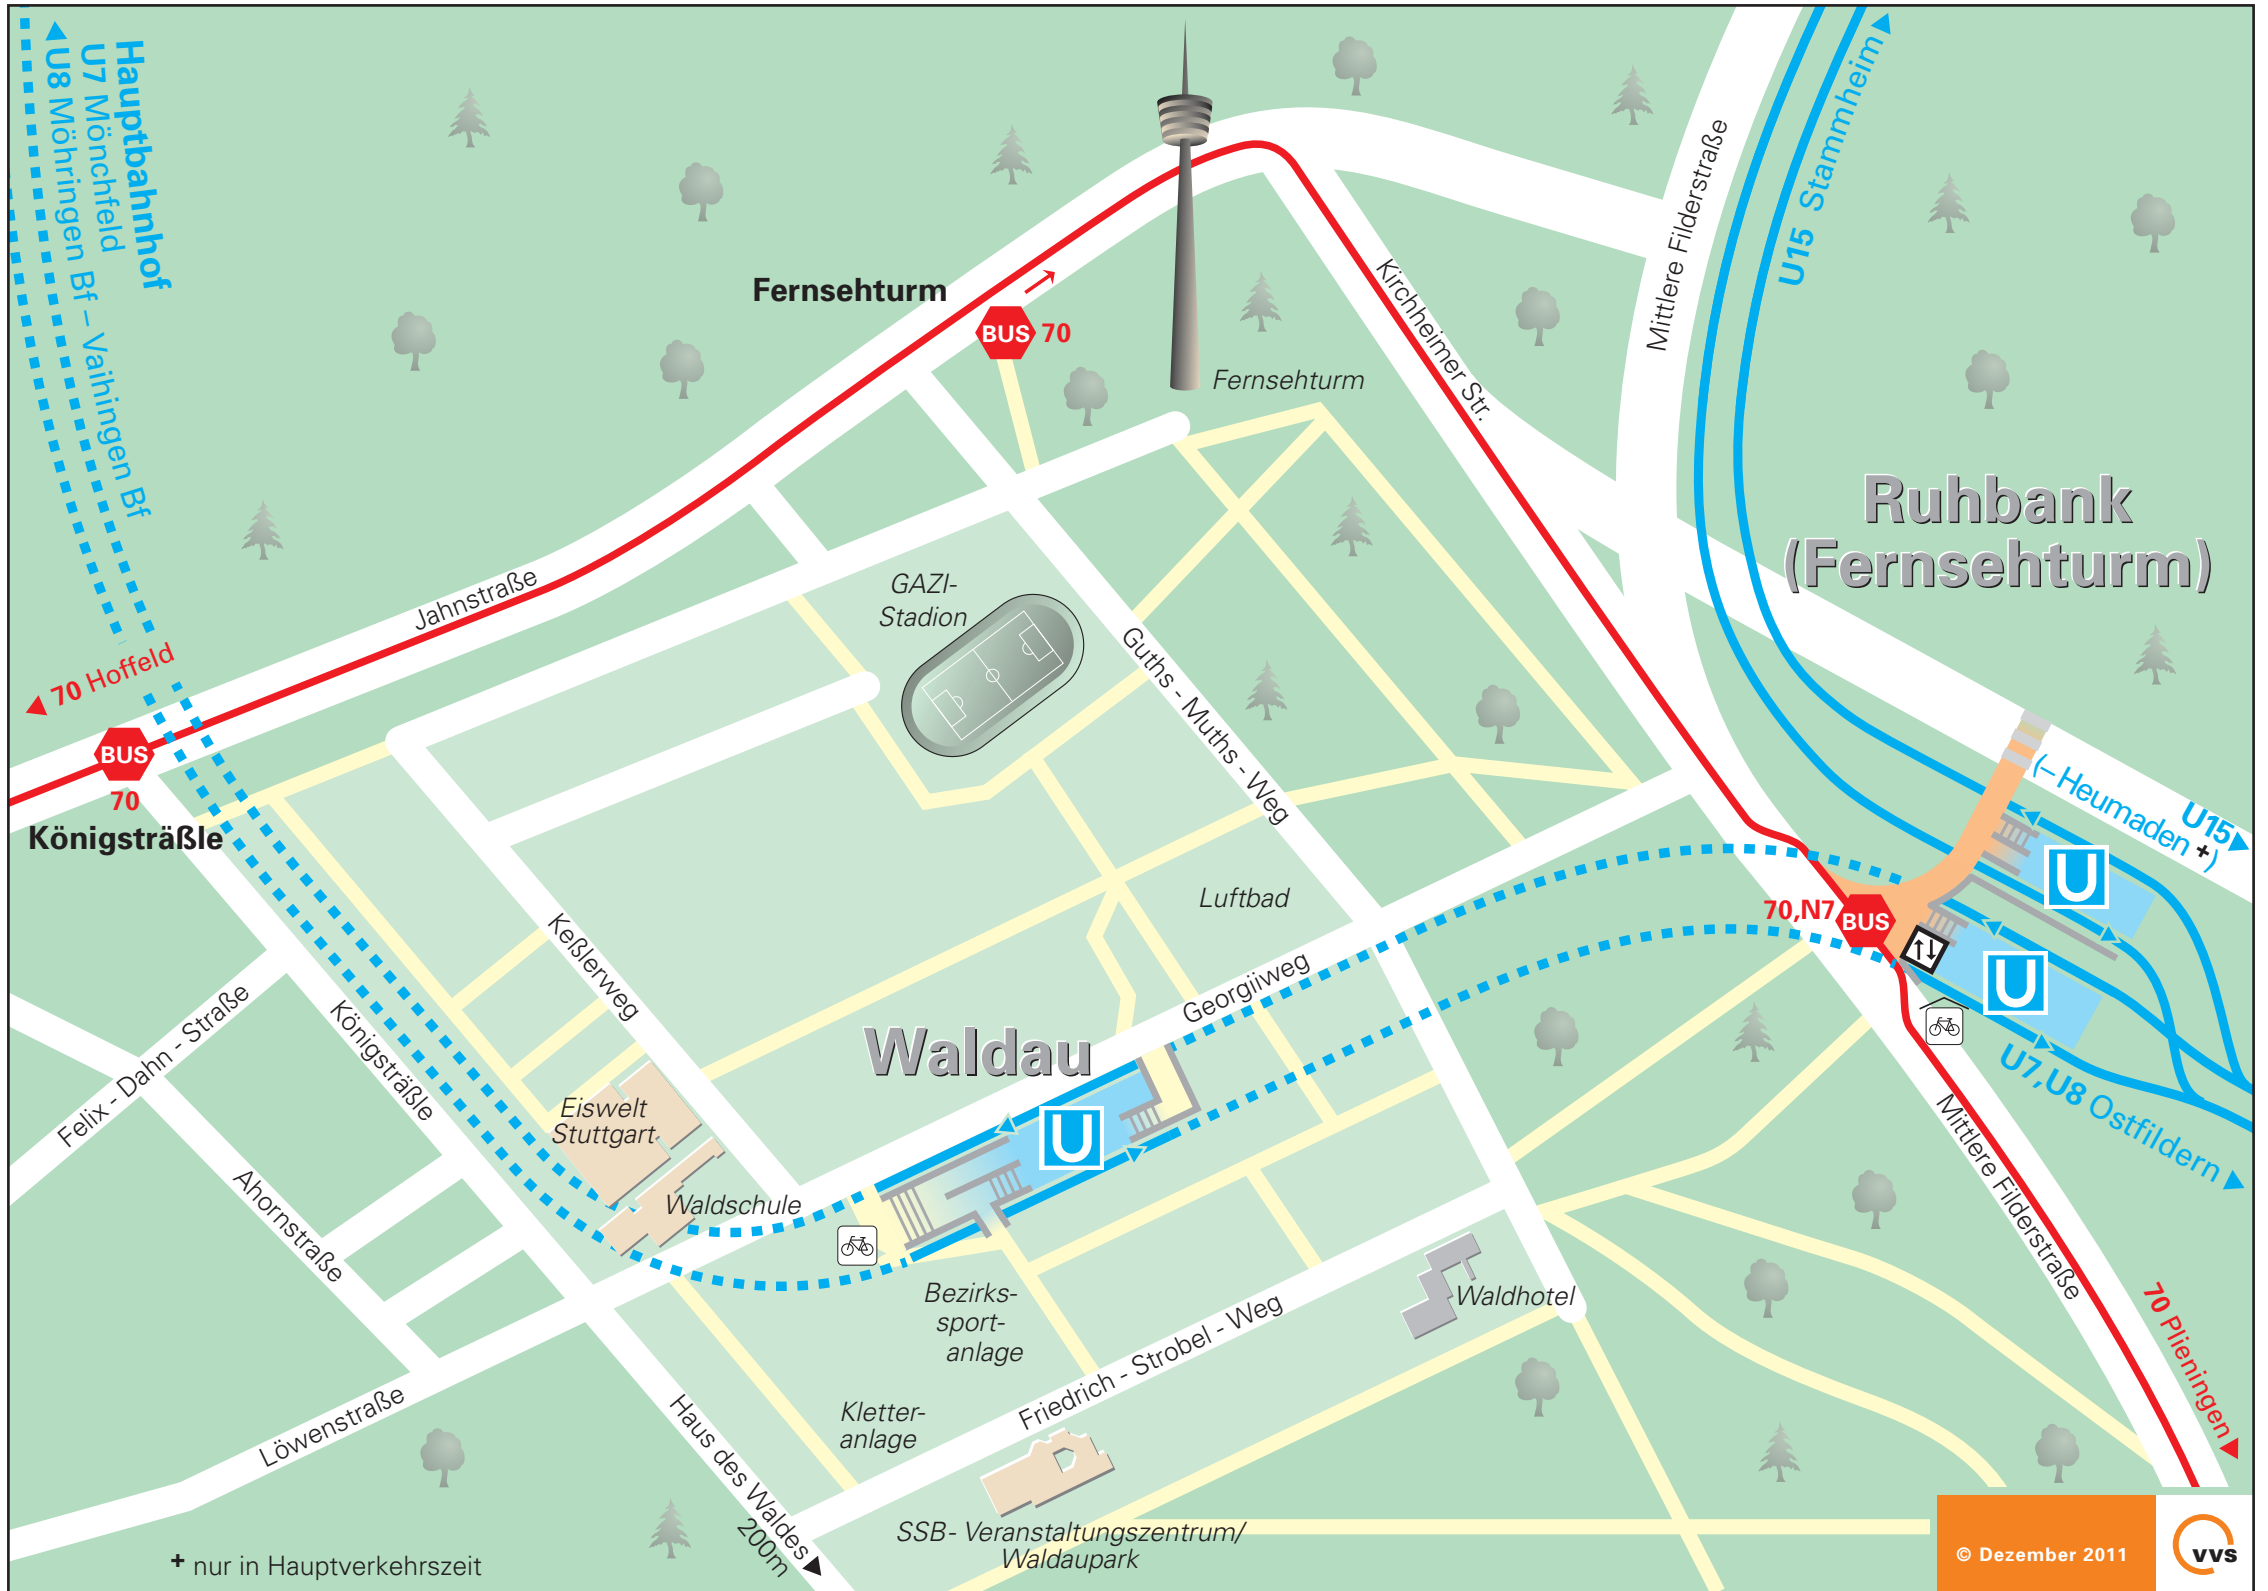 Hauptbahnhof
U7 Mönchfeld
U8 Möhringen Bf – Vaihingen Bf
U15 Stammheim
Mittlere Filderstraße
Fernsehturm
BUS 70
Fernsehturm
Kirchheimer Str.
Ruhbank
(Fernsehturm)
Jahnstraße
GAZI-
Stadion
Guths - Muths - Weg
70 Hoffeld
BUS
70
Königsträßle
U15
(– Heumaden +)
U
70,N7 BUS
U
U7,U8 Ostfildern
Luftbad
Keßlerweg
Georgiiweg
Felix - Dahn - Straße
Königsträßle
Waldau
U
Eiswelt
Stuttgart
Waldschule
Ahornstraße
Mittlere Filderstraße
70 Plieningen
Bezirks-
sport-
anlage
Waldhotel
Friedrich - Strobel - Weg
Kletter-
anlage
Löwenstraße
Haus des Waldes
200m
SSB- Veranstaltungszentrum/
Waldaupark
+ nur in Hauptverkehrszeit
© Dezember 2011
vvs